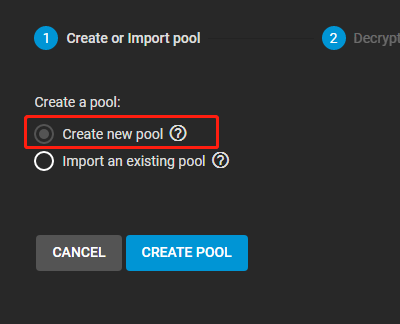 1 Create or Import pool 2 Decrypt
Create a pool:
Create new pool ?
Import an existing pool ?
CANCEL CREATE POOL